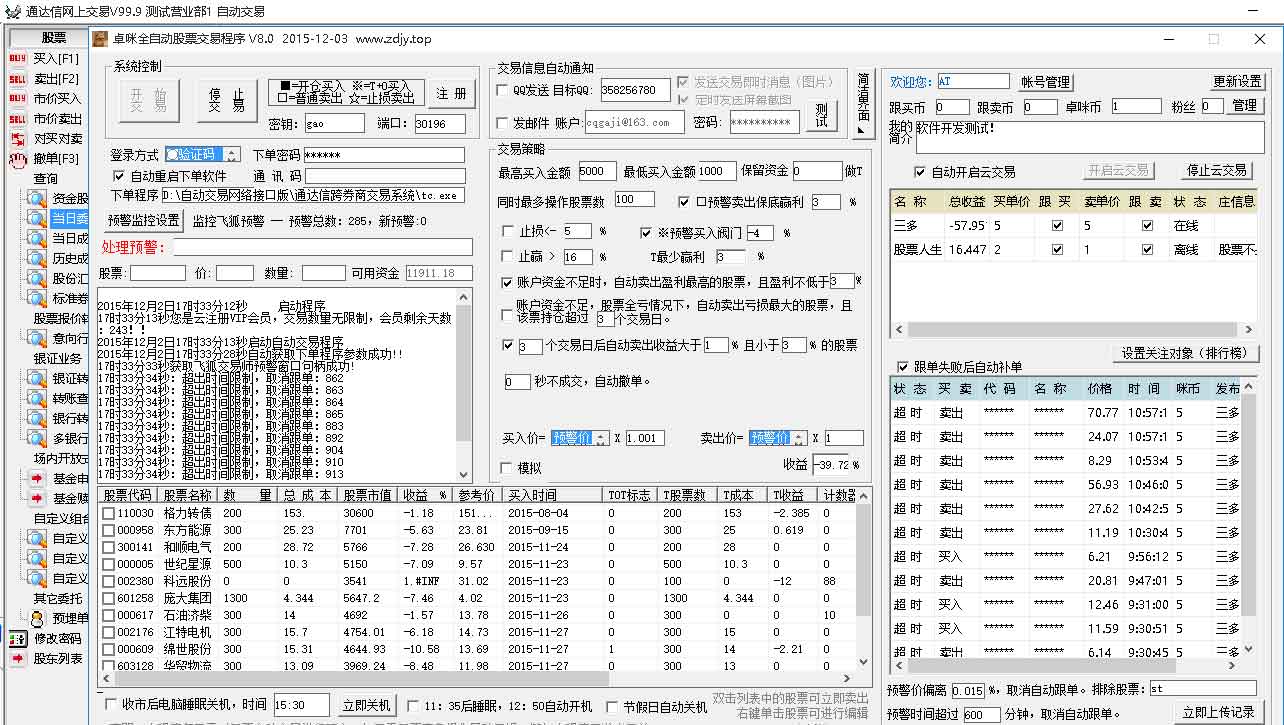 通达信网上交易V99.9 测试营业部1 自动交易
股票
买入[F1]
卖出[F2]
市价买入
市价卖出
对买对卖
撤单[F3]
查询
资金股
当日委
当日成
历史成
股份汇
标准券
股票报价
意向行
银证业务
银证转
转账查
银行转
多银行
场内开放式
基金申
基金赎
自定义组合
自定义
自定义
自定义
其它委托
预埋单
修改密码
股东列表
卓咪全自动股票交易程序 V8.0 2015-12-03 www.zdjy.top
系统控制
开始交易
停止交易
■=开仓买入 ※=T+0买入
□=普通卖出 ☆=止损卖出
注册
密钥: gao 端口: 30196
登录方式 验证码 下单密码 ******
自动重启下单软件 通讯码
下单程序 D:\自动交易网络接口版\通达信跨券商交易系统\tc.exe
预警监控设置 监控飞狐预警 — 预警总数: 285, 新预警:0
处理预警:
股票: 价: 数量: 可用资金 11911.18
2015年12月2日17时33分12秒 启动程序
17时33分13秒您是云注册VIP会员，交易数量无限制，会员剩余天数
：243！！
2015年12月2日17时33分13秒启动自动交易程序
2015年12月2日17时33分28秒自动获取下单程序参数成功!!
17时33分33秒获取飞狐交易师预警窗口句柄成功!
17时33分34秒: 超出时间限制，取消跟单: 862
17时33分34秒: 超出时间限制，取消跟单: 863
17时33分34秒: 超出时间限制，取消跟单: 864
17时33分34秒: 超出时间限制，取消跟单: 865
17时33分34秒: 超出时间限制，取消跟单: 883
17时33分34秒: 超出时间限制，取消跟单: 892
17时33分34秒: 超出时间限制，取消跟单: 904
17时33分34秒: 超出时间限制，取消跟单: 910
17时33分34秒: 超出时间限制，取消跟单: 913
交易信息自动通知
QQ发送 目标QQ: 358256780 发送交易即时消息（图片）
定时发送屏幕截图
发邮件 账户: cqgaji@163.com 密码: **********
测试
简洁界面
交易策略
最高买入金额 5000 最低买入金额 1000 保留资金 0 做T
同时最多操作股票数 100 口预警卖出保底赢利 3 %
止损<- 5 % ※预警买入阀门 -4 %
止赢 > 16 % T最少赢利 3 %
账户资金不足时，自动卖出盈利最高的股票，且盈利不低于 3 %
账户资金不足，股票全亏情况下，自动卖出亏损最大的股票，且
该票持仓超过 3 个交易日。
3 个交易日后自动卖出收益大于 1 % 且小于 3 % 的股票
0 秒不成交，自动撤单。
买入价= 预警价 X 1.001 卖出价= 预警价 X 1
模拟 收益 -39.72 %
股票代码 股票名称 数量 总成本 股票市值 收益 % 参考价 买入时间 TOT标志 T股票数 T成本 T收益 计数器
110030 格力转债 200 153. 30600 -1.18 151... 2015-08-04 0 200 153 -2.385 0
000958 东方能源 300 25.23 7701 -5.63 23.81 2015-09-15 0 300 25 0.619 0
300141 和顺电气 200 28.72 5766 -7.28 26.630 2015-11-24 0 200 28 0 0
000005 世纪星源 500 10.3 5150 -7.09 9.57 2015-11-23 0 500 10.3 0 0
002380 科远股份 0 0 3541 1.#INF 31.02 2015-11-23 0 100 0 -12 88
601258 庞大集团 1300 4.344 5647.2 -7.46 4.02 2015-11-23 0 1300 4.344 0 0
000617 石油济柴 300 14 4692 -1.57 13.78 2015-11-27 0 300 14 0 10
002176 江特电机 300 15.7 4754.01 -6.18 14.73 2015-11-27 0 300 15 0 0
000609 绵世股份 300 15.31 4644.93 -10.58 13.69 2015-11-27 1 300 14 -2.21 0
603128 华贸物流 300 13.09 3969.24 -8.48 11.98 2015-11-27 0 300 13 0 0
收市后电脑睡眠关机，时间 15.30 立即关机 11：35后睡眠，12：50自动开机 节假日自动关机
双击列表中的股票可立即卖出
右键单击股票可进行编辑
欢迎您: AT 帐号管理 更新设置
跟买币 0 跟卖币 0 卓咪币 1 粉丝 0 管理
我的简介 软件开发测试!
自动开启云交易 开启云交易 停止云交易
名称 总收益 买单价 跟买 卖单价 跟卖 状态 庄信息
三多 -57.95 5 5 在线
股票人生 16.447 2 1 离线 股票不
设置关注对象（排行榜）
跟单失败后自动补单
状态 买卖 代码 名称 价格 时间 咪币 发布
超时 卖出 ****** ****** 70.77 10:57:1 5 三多
超时 卖出 ****** ****** 24.07 10:57:1 5 三多
超时 卖出 ****** ****** 8.29 10:53:4 5 三多
超时 卖出 ****** ****** 56.93 10:46:0 5 三多
超时 卖出 ****** ****** 27.62 10:42:5 5 三多
超时 卖出 ****** ****** 11.19 10:30:4 5 三多
超时 买入 ****** ****** 6.21 9:56:12 5 三多
超时 卖出 ****** ****** 20.81 9:47:01 5 三多
超时 买入 ****** ****** 12.46 9:31:00 5 三多
超时 买入 ****** ****** 11.59 9:30:51 5 三多
超时 卖出 ****** ****** 6.14 9:30:45 5 三多
预警价偏离 0.015 %，取消自动跟单。排除股票: st
预警时间超过 600 分钟，取消自动跟单。 立即上传记录